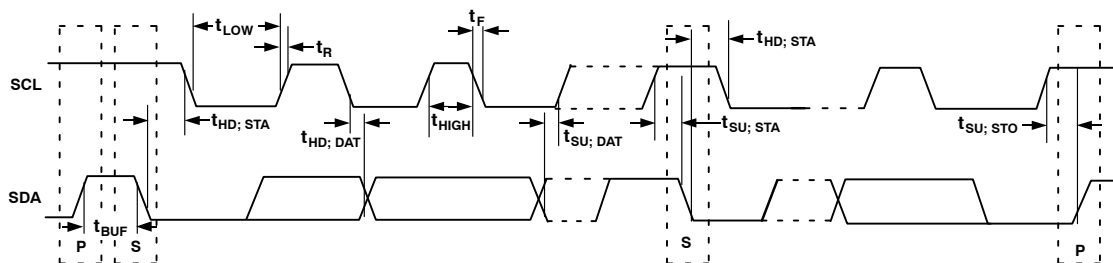 tLOW
tR
tF
tHD; STA
SCL
tHD; STA
tHD; DAT
tHIGH
tSU; DAT
tSU; STA
tSU; STO
SDA
tBUF
P
S
S
P